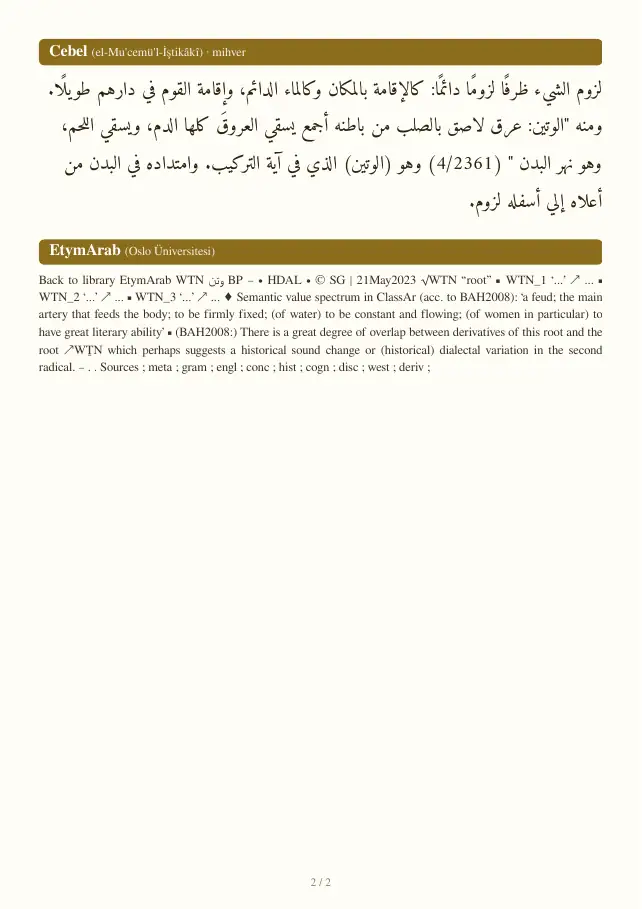 Cebel (el-Mu'cemü'l-İştikâkî) · mihver
لزوم الشيء ظرفًا لزومًا دائمًا: كالإقامة بالمكان وكالماء الدائم، وإقامة القوم في دارهم طويلًا.
ومنه "الوتين: عرق لاصق بالصلب من باطنه أجمع يسقي العروقَ كلها الدم، ويسقي اللحم،
وهو نهر البدن " (4/2361) وهو (الوتين) الذي في آية التركيب. وامتداده في البدن من
أعلاه إلي أسفله لزوم.
EtymArab (Oslo Üniversitesi)
Back to library EtymArab WTN وتن BP – • HDAL • © SG | 21May2023 √WTN “root” ▪ WTN_1 ‘...’ ↗ ... ▪
WTN_2 ‘...’ ↗ ... ▪ WTN_3 ‘...’ ↗ ... ♦ Semantic value spectrum in ClassAr (acc. to BAH2008): ‘a feud; the main
artery that feeds the body; to be firmly fixed; (of water) to be constant and flowing; (of women in particular) to
have great literary ability’ ▪ (BAH2008:) There is a great degree of overlap between derivatives of this root and the
root ↗WṮN which perhaps suggests a historical sound change or (historical) dialectal variation in the second
radical. – . . Sources ; meta ; gram ; engl ; conc ; hist ; cogn ; disc ; west ; deriv ;
2 / 2